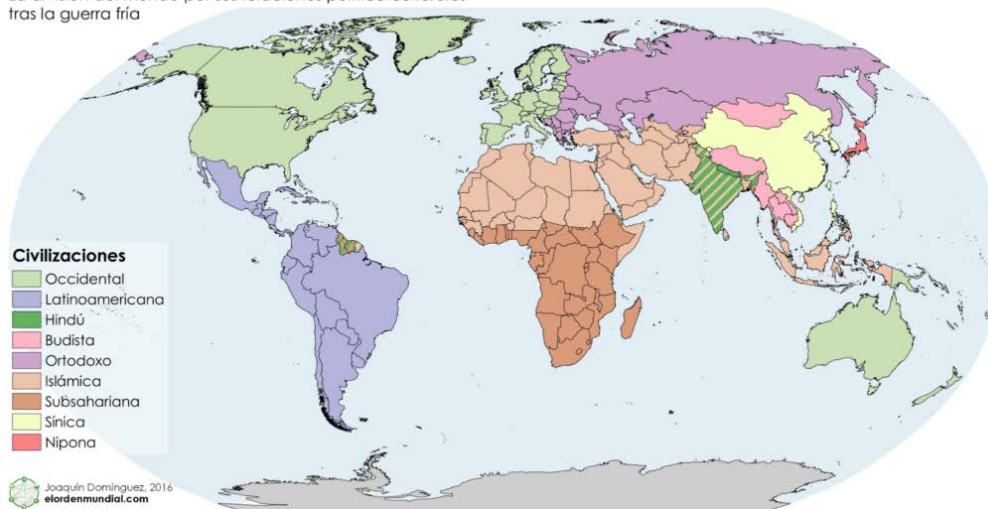 tras la guerra fría
Civilizaciones
Occidental
Latinoamericana
Hindú
Budista
Ortodoxo
Islámica
Subsahariana
Sínica
Nipona
Joaquín Domínguez, 2016
elordenmundial.com